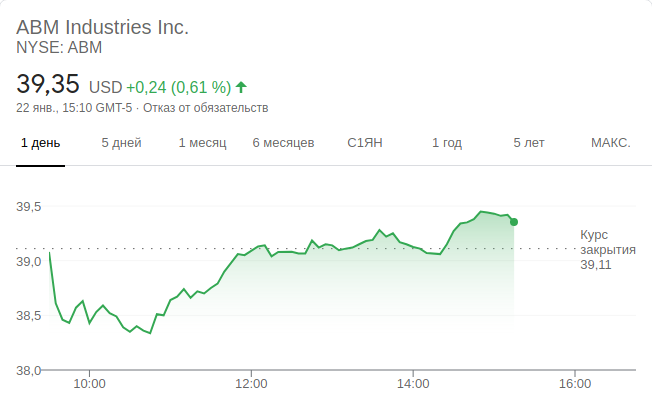 ABM Industries Inc.
NYSE: ABM
39,35 USD +0,24 (0,61 %)
22 янв., 15:10 GMT-5 · Отказ от обязательств
1 день 5 дней 1 месяц 6 месяцев С1ЯН 1 год 5 лет МАКС.
39,5
Курс
закрытия
39,11
39,0
38,5
38,0
10:00 12:00 14:00 16:00